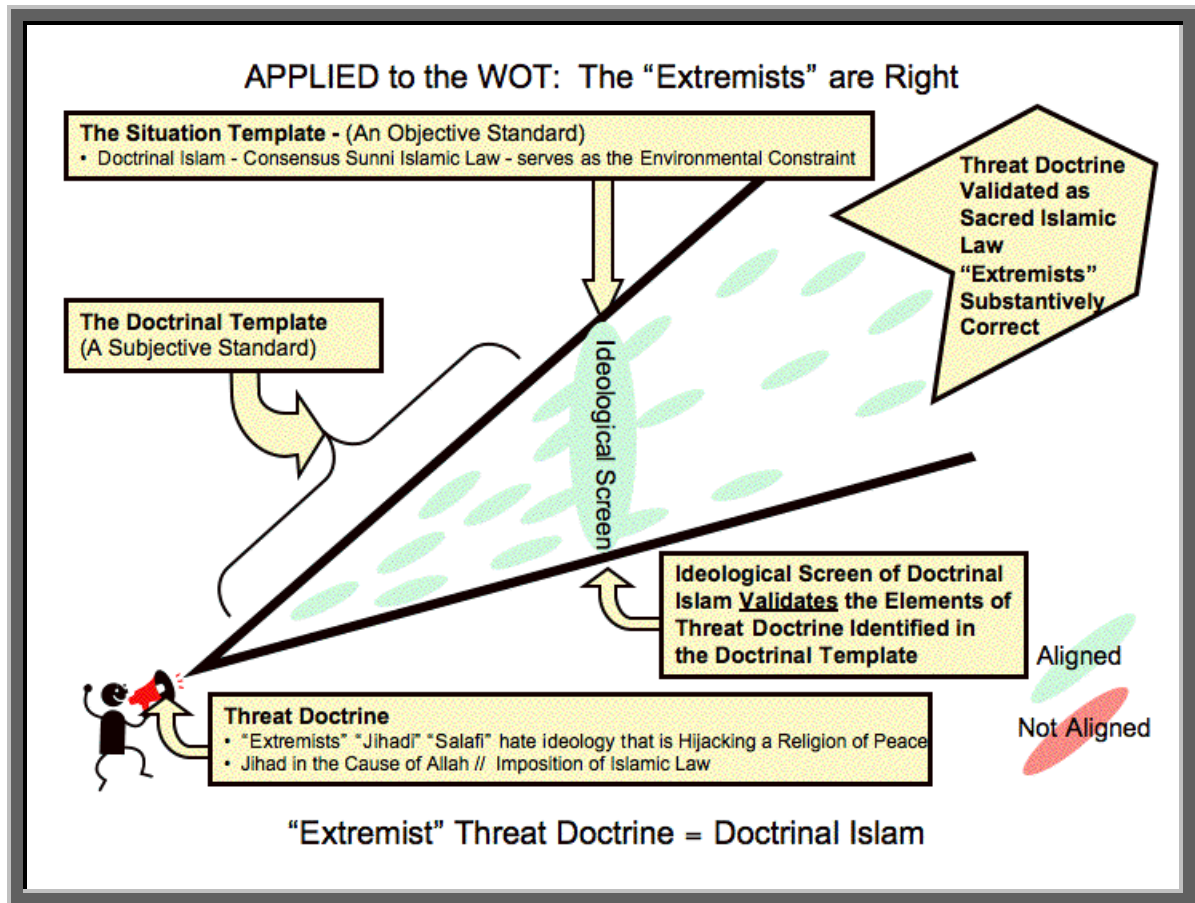 APPLIED to the WOT: The “Extremists” are Right
The Situation Template - (An Objective Standard)
• Doctrinal Islam - Consensus Sunni Islamic Law - serves as the Environmental Constraint
Threat Doctrine
Validated as
Sacred Islamic
Law
“Extremists”
Substantively
Correct
The Doctrinal Template
(A Subjective Standard)
Ideological Screen
Ideological Screen of Doctrinal
Islam Validates the Elements of
Threat Doctrine Identified in
the Doctrinal Template
Aligned
Not Aligned
Threat Doctrine
• “Extremists” “Jihadi” “Salafi” hate ideology that is Hijacking a Religion of Peace
• Jihad in the Cause of Allah // Imposition of Islamic Law
“Extremist” Threat Doctrine = Doctrinal Islam